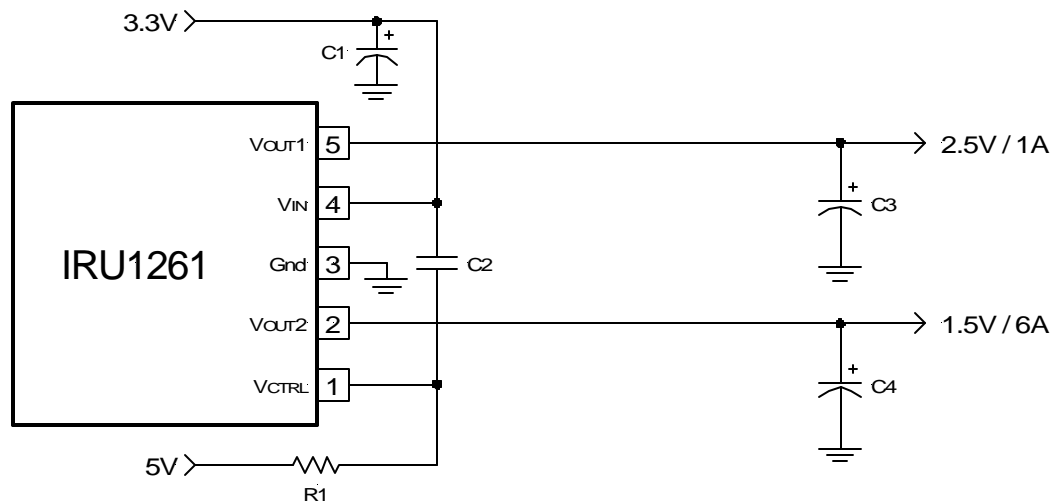 3.3V
C1
+
VOUT1 5
2.5V / 1A
+
C3
VIN 4
IRU1261
Gnd 3
C2
VOUT2 2
1.5V / 6A
+
C4
VCTRL 1
5V
R1